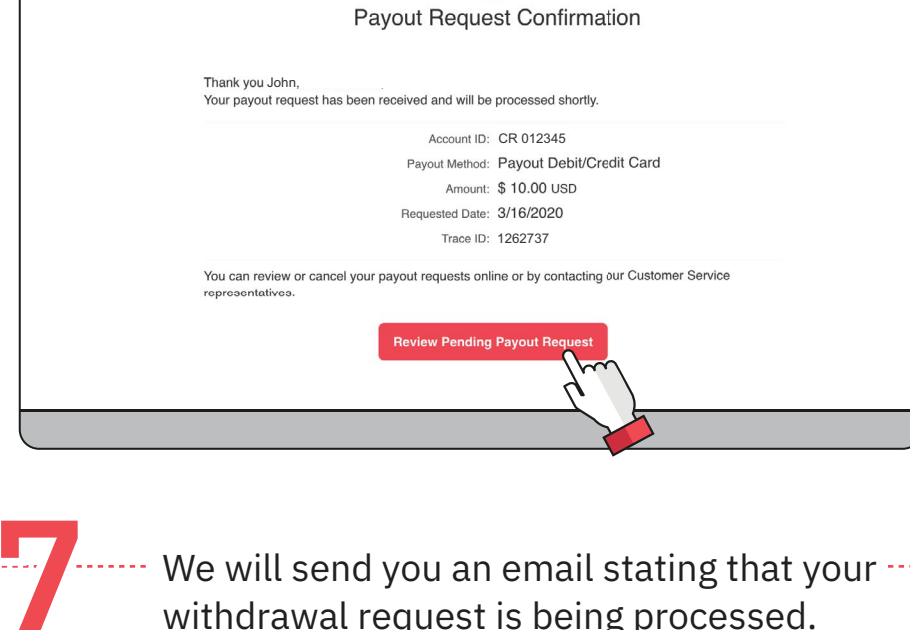 Payout Request Confirmation
Thank you John,
Your payout request has been received and will be processed shortly.
Account ID: CR 012345
Payout Method: Payout Debit/Credit Card
Amount: $ 10.00 USD
Requested Date: 3/16/2020
Trace ID: 1262737
You can review or cancel your payout requests online or by contacting our Customer Service
representatives.
Review Pending Payout Request
7
We will send you an email stating that your
withdrawal request is being processed.